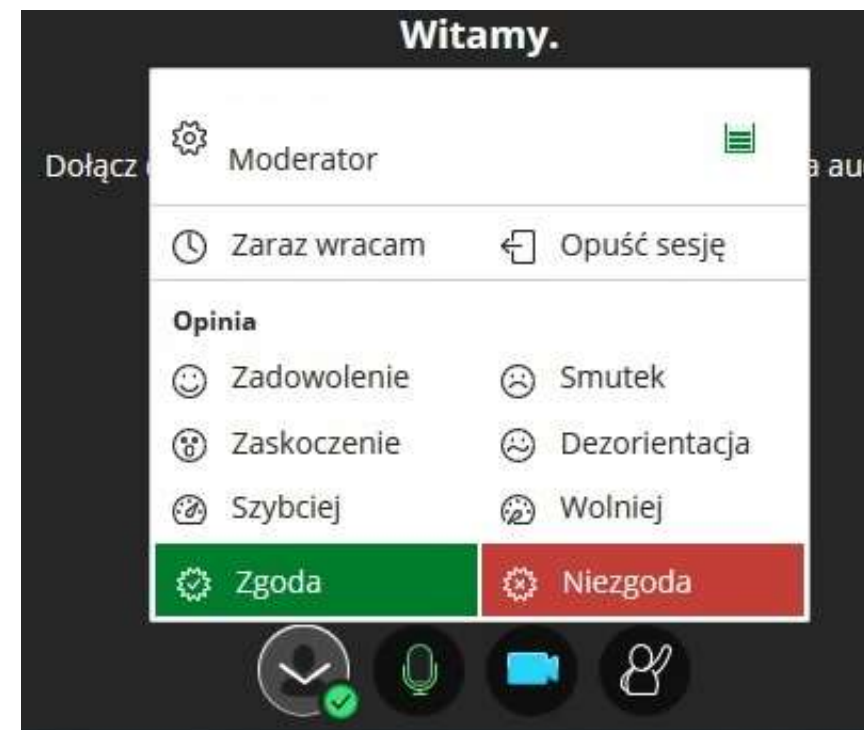 Witamy.
Dołącz
a au
Moderator
Zaraz wracam
Opuść sesję
Opinia
Zadowolenie
Smutek
Zaskoczenie
Dezorientacja
Szybciej
Wolniej
Zgoda
Niezgoda